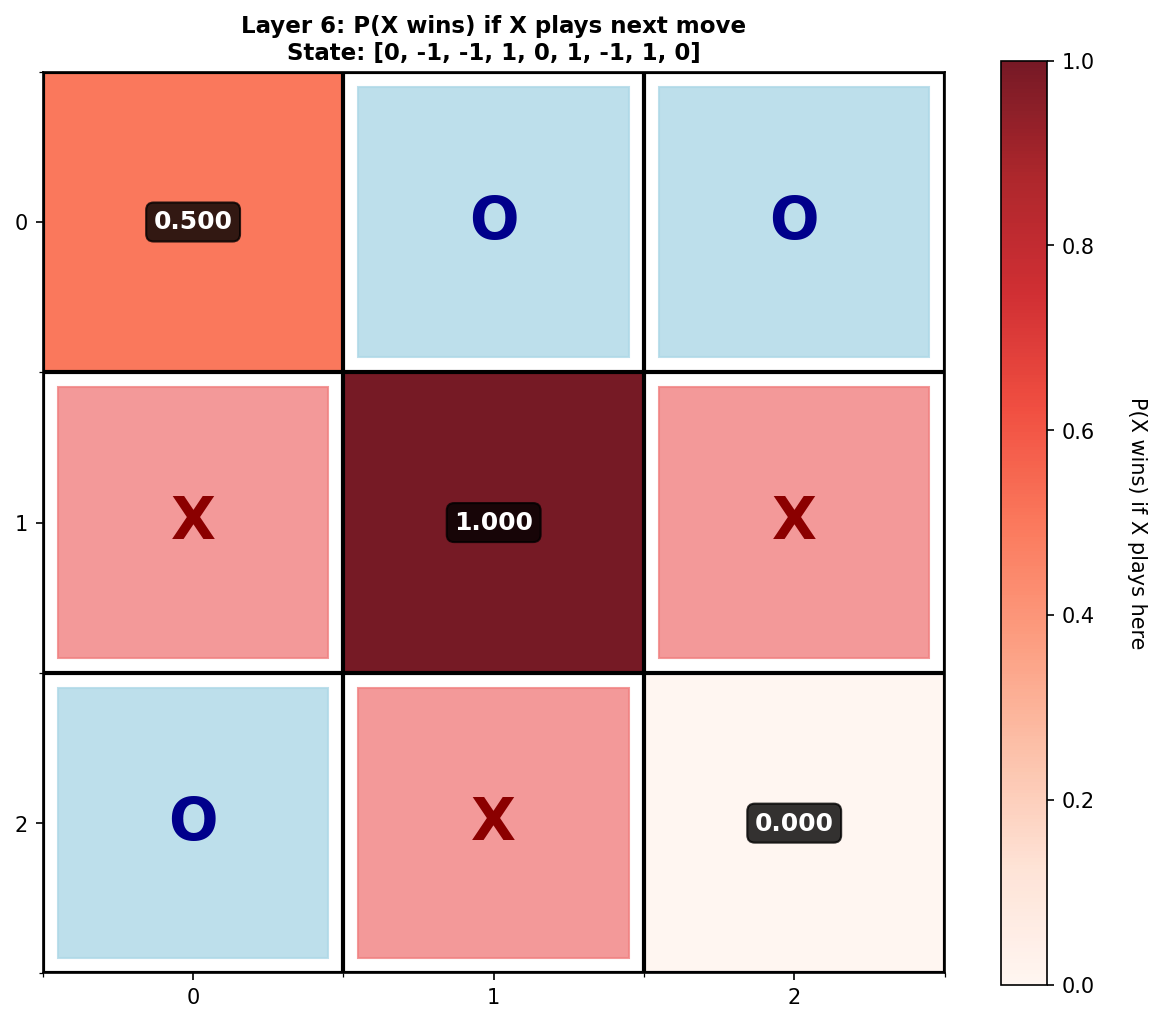 Layer 6: P(X wins) if X plays next move
State: [0, -1, -1, 1, 0, 1, -1, 1, 0]
0
0.500
O
O
1
X
1.000
X
2
O
X
0.000
0
1
2
1.0
0.8
0.6
0.4
0.2
0.0
P(X wins) if X plays here